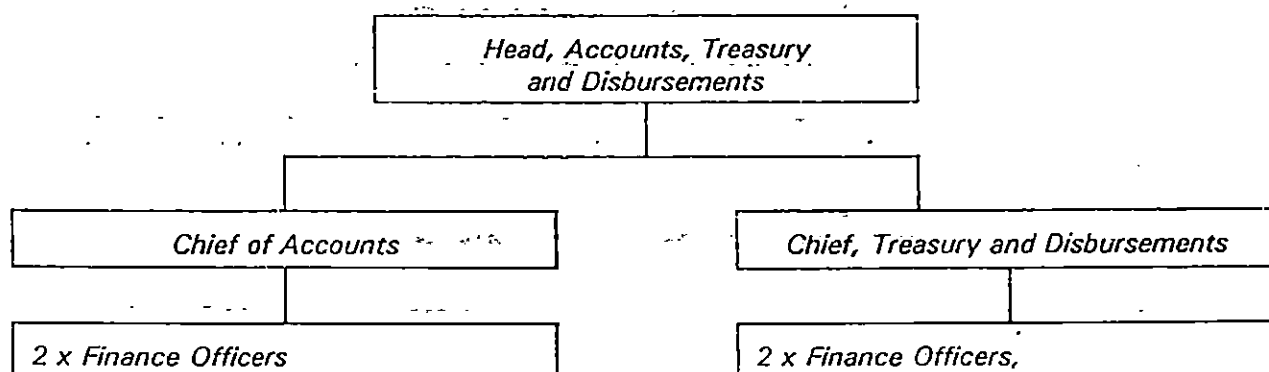 Head, Accounts, Treasury
and Disbursements
Chief of Accounts
Chief, Treasury and Disbursements
2 x Finance Officers
2 x Finance Officers,